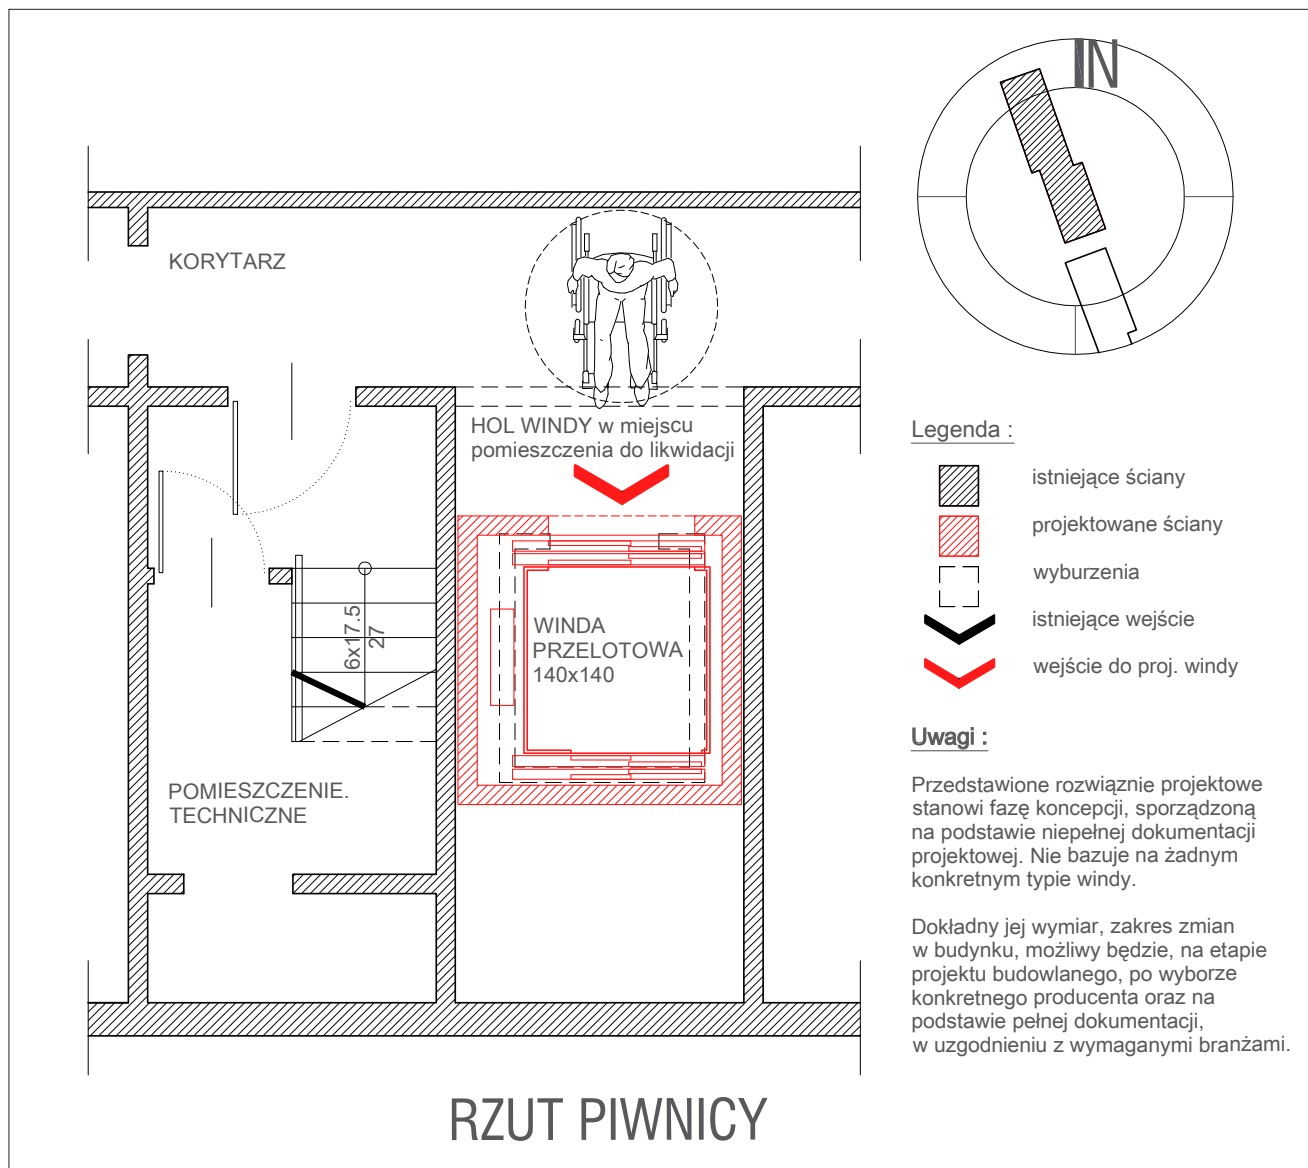 N
KORYTARZ
HOL WINDY w miejscu
pomieszczenia do likwidacji
6x17.5
27
WINDA
PRZELOTOWA
140x140
POMIESZCZENIE.
TECHNICZNE
Legenda :
istniejące ściany
projektowane ściany
wyburzenia
istniejące wejście
wejście do proj. windy
Uwagi :
Przedstawione rozwiąznie projektowe
stanowi fazę koncepcji, sporządzoną
na podstawie niepełnej dokumentacji
projektowej. Nie bazuje na żadnym
konkretnym typie windy.
Dokładny jej wymiar, zakres zmian
w budynku, możliwy będzie, na etapie
projektu budowlanego, po wyborze
konkretnego producenta oraz na
podstawie pełnej dokumentacji,
w uzgodnieniu z wymaganymi branżami.
RZUT PIWNICY